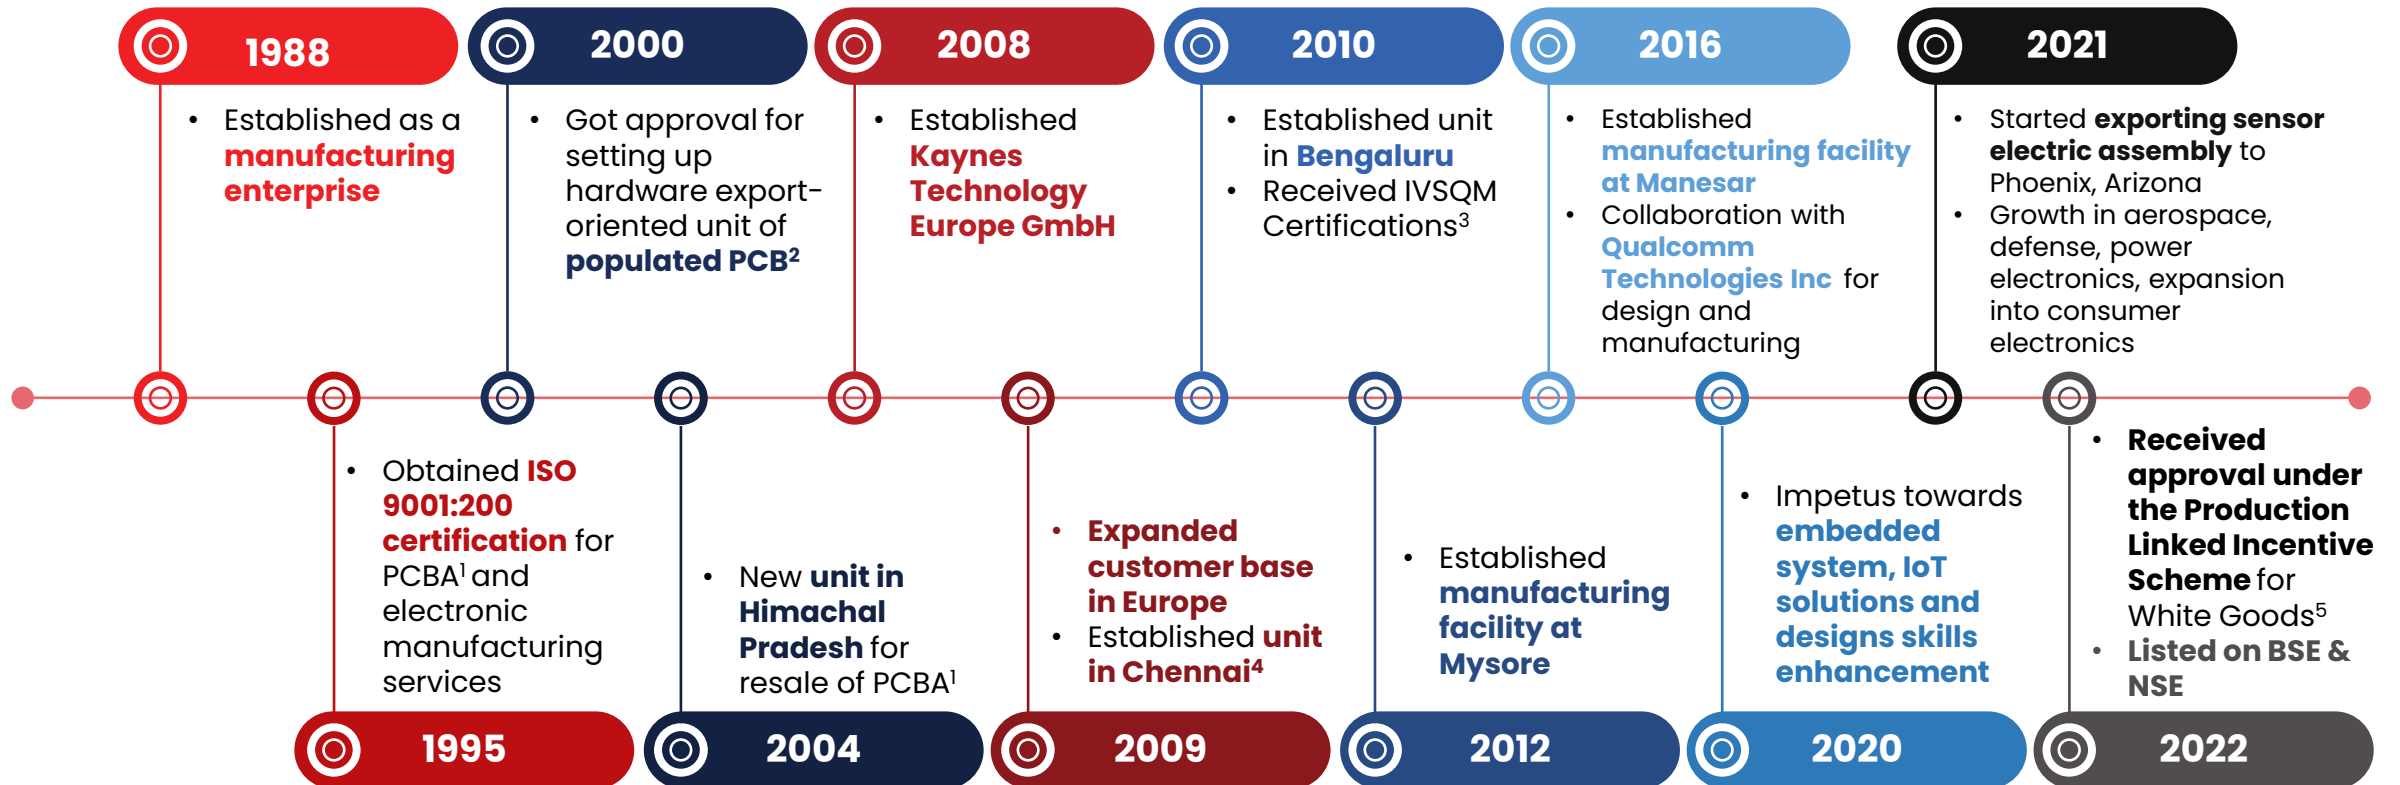 1988
Established as a
manufacturing
enterprise
2000
Got approval for
setting up
hardware export-
oriented unit of
populated PCB²
2008
Established
Kaynes
Technology
Europe GmbH
2010
Established unit
in Bengaluru
Received IVSQM
Certifications³
2016
Established
manufacturing facility
at Manesar
Collaboration with
Qualcomm
Technologies Inc for
design and
manufacturing
2021
Started exporting sensor
electric assembly to
Phoenix, Arizona
Growth in aerospace,
defense, power
electronics, expansion
into consumer
electronics
Obtained ISO
9001:200
certification for
PCBA¹ and
electronic
manufacturing
services
1995
New unit in
Himachal
Pradesh for
resale of PCBA¹
2004
Expanded
customer base
in Europe
Established unit
in Chennai⁴
2009
Established
manufacturing
facility at
Mysore
2012
Impetus towards
embedded
system, IoT
solutions and
designs skills
enhancement
2020
Received
approval under
the Production
Linked Incentive
Scheme for
White Goods⁵
Listed on BSE &
NSE
2022